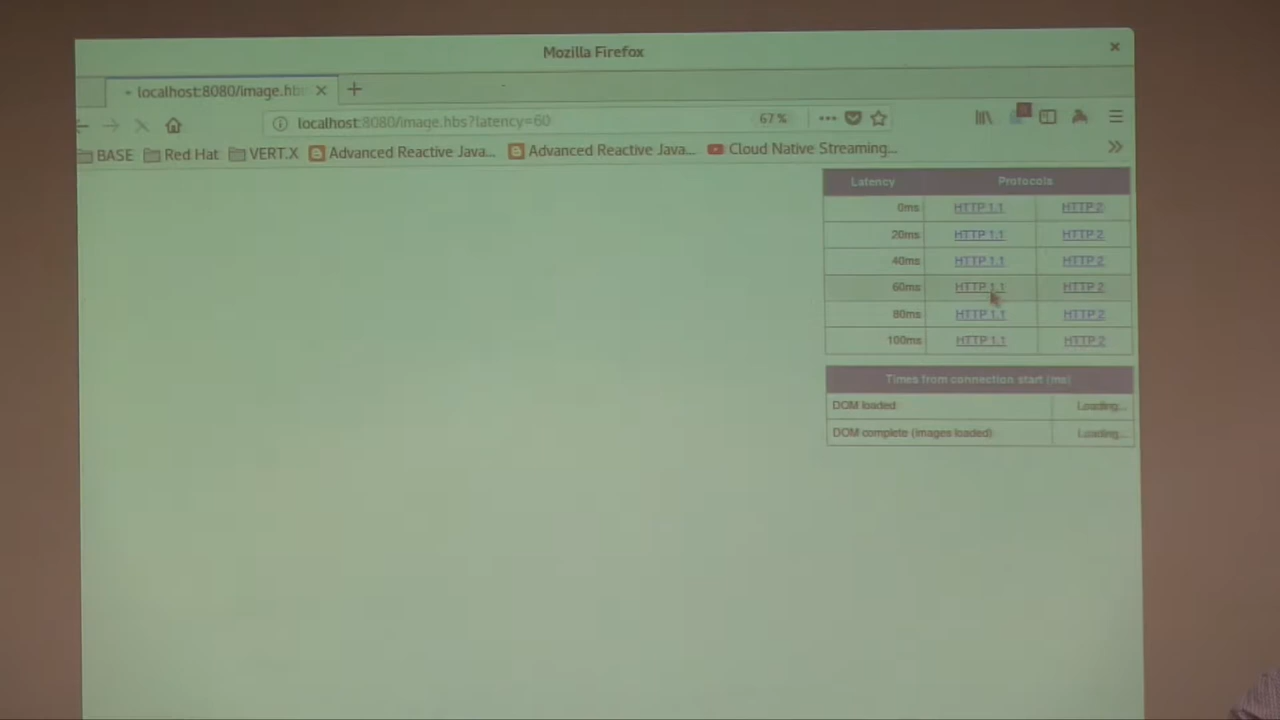 Mozilla Firefox
localhost:8080/image.hbs
localhost:8080/image.hbs?latency=60
67%
BASE Red Hat VERT.X Advanced Reactive Java... Advanced Reactive Java... Cloud Native Streaming...
Latency Protocols
0ms HTTP 1.1 HTTP 2
20ms HTTP 1.1 HTTP 2
40ms HTTP 1.1 HTTP 2
60ms HTTP 1.1 HTTP 2
80ms HTTP 1.1 HTTP 2
100ms HTTP 1.1 HTTP 2
Times from connection start (ms)
DOM loaded Loading...
DOM complete (images loaded) Loading...